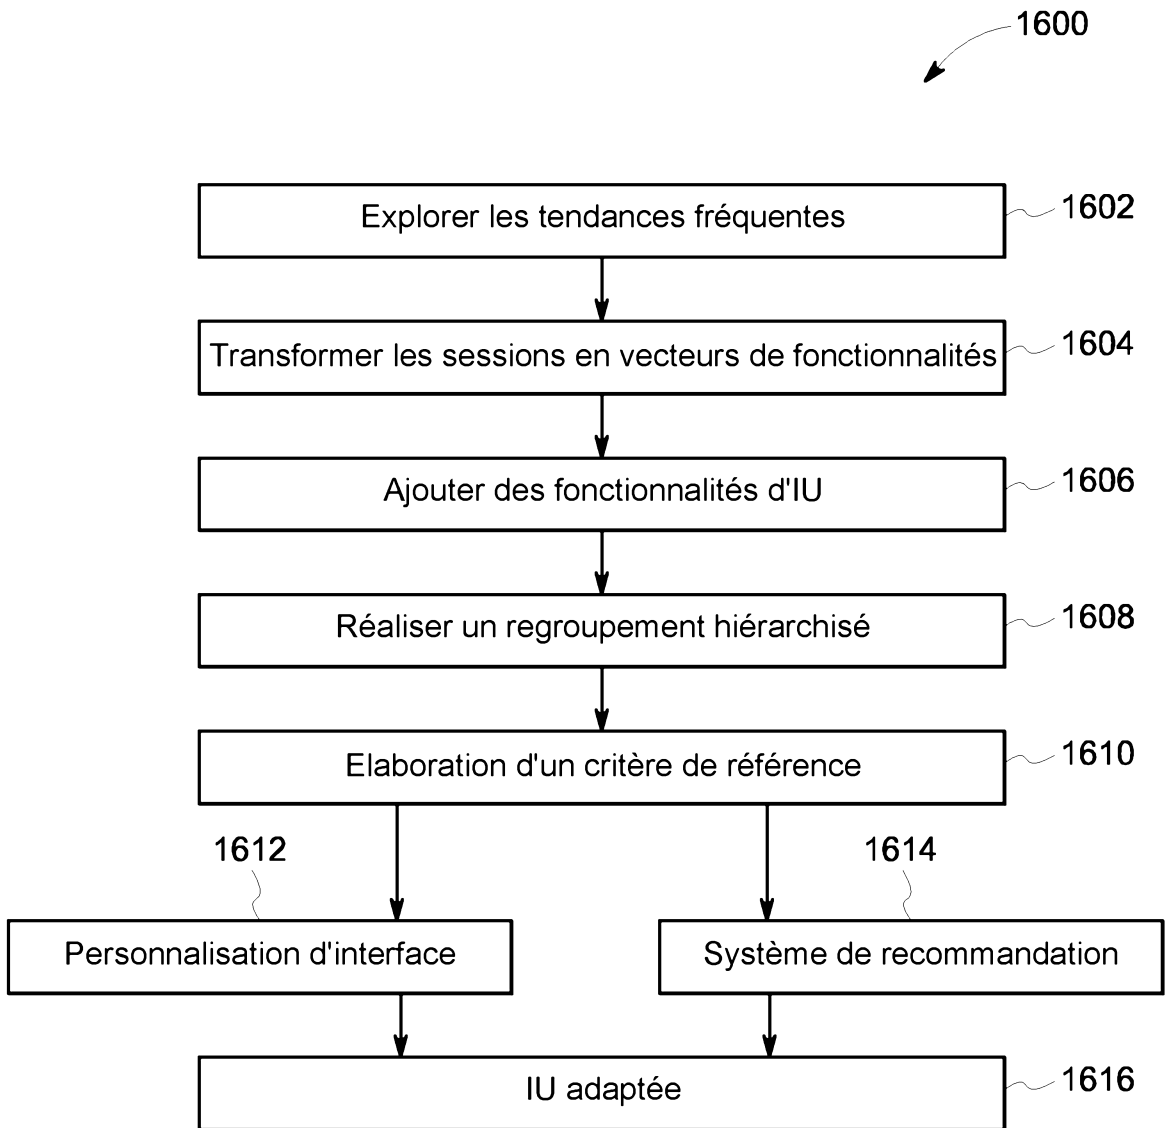 1600
Explorer les tendances fréquentes
1602
Transformer les sessions en vecteurs de fonctionnalités
1604
Ajouter des fonctionnalités d'IU
1606
Réaliser un regroupement hiérarchisé
1608
Elaboration d'un critère de référence
1610
1612
1614
Personnalisation d'interface
Système de recommandation
IU adaptée
1616